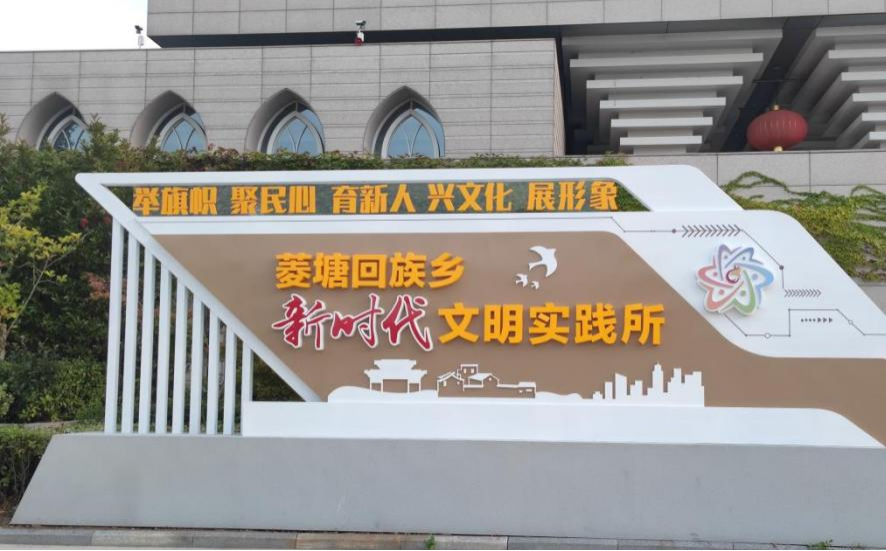 举旗帜 聚民心 育新人 兴文化 展形象
菱塘回族乡
新时代文明实践所